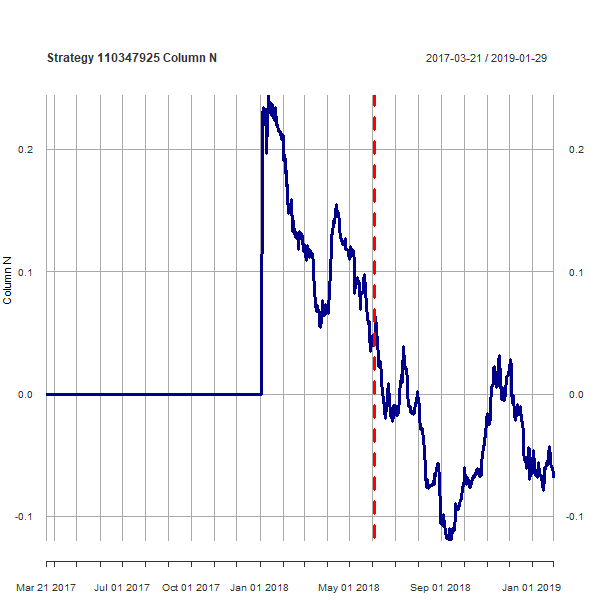 Strategy 110347925 Column N 2017-03-21 / 2019-01-29
0.2 0.2
0.1 0.1
0.0 0.0
-0.1 -0.1
Column N
Mar 21 2017 Jul 01 2017 Oct 01 2017 Jan 01 2018 May 01 2018 Sep 01 2018 Jan 01 2019